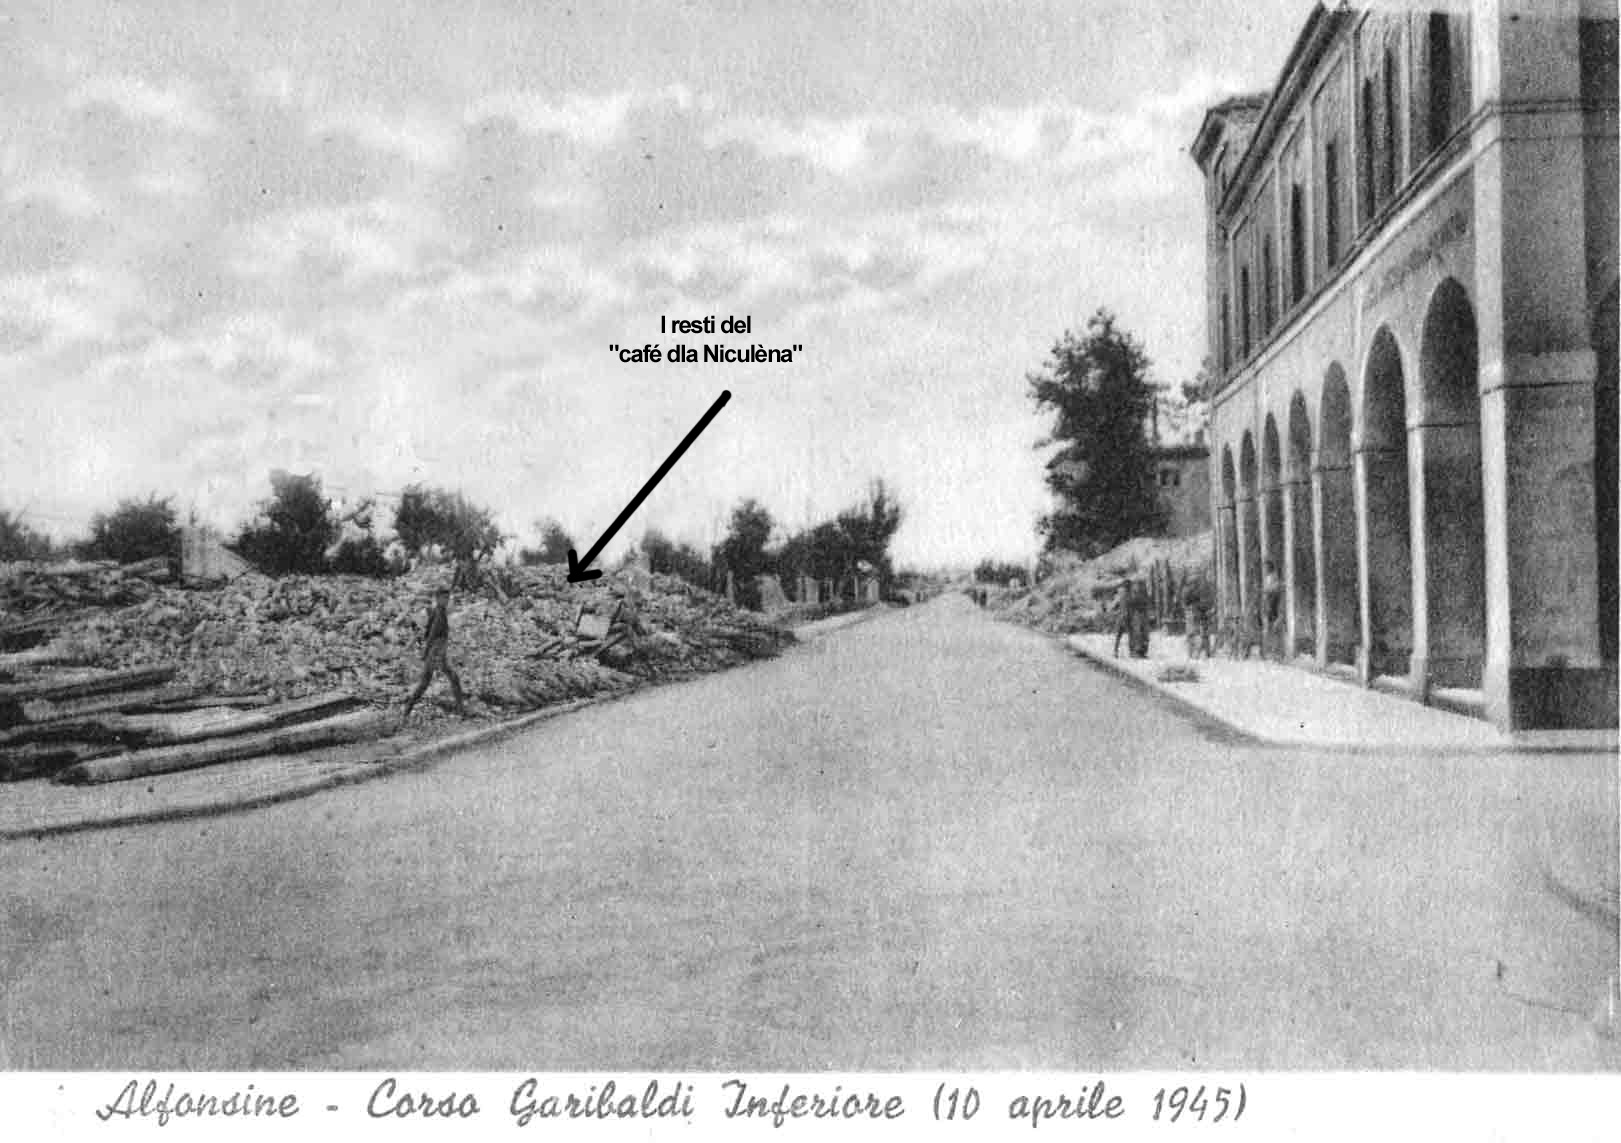 I resti del
"café dla Niculèna"
Alfonsine - Corso Garibaldi Inferiore (10 aprile 1945)